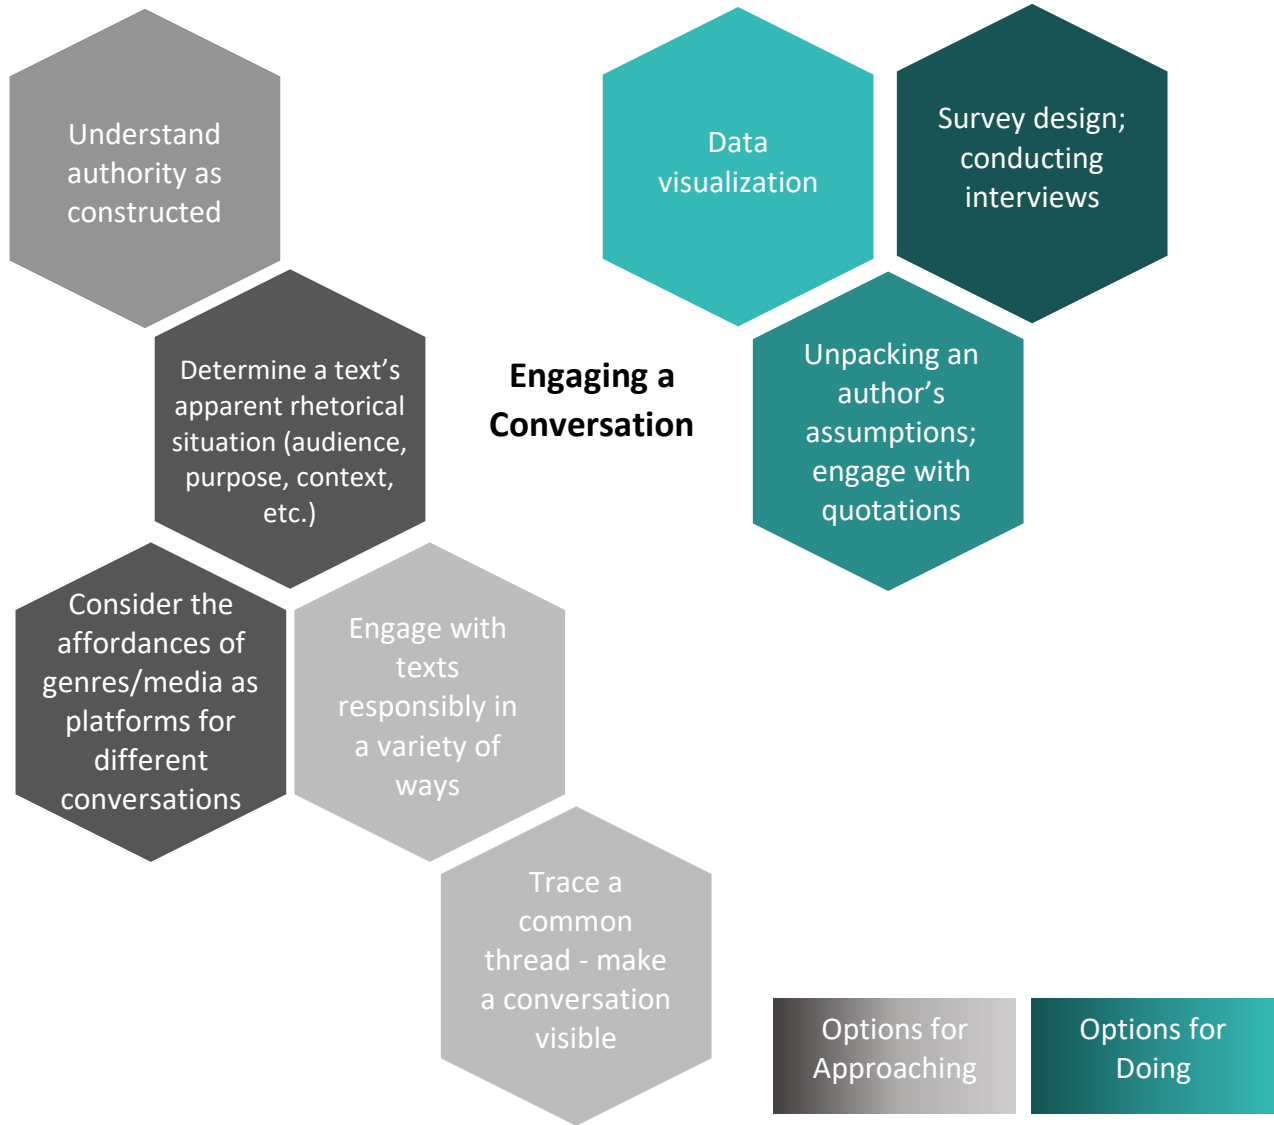 Understand
authority as
constructed
Data
visualization
Survey design;
conducting
interviews
Determine a text’s
apparent rhetorical
situation (audience,
purpose, context,
etc.)
Engaging a
Conversation
Unpacking an
author’s
assumptions;
engage with
quotations
Consider the
affordances of
genres/media as
platforms for
different
conversations
Engage with
texts
responsibly in
a variety of
ways
Trace a
common
thread - make
a conversation
visible
Options for
Approaching
Options for
Doing